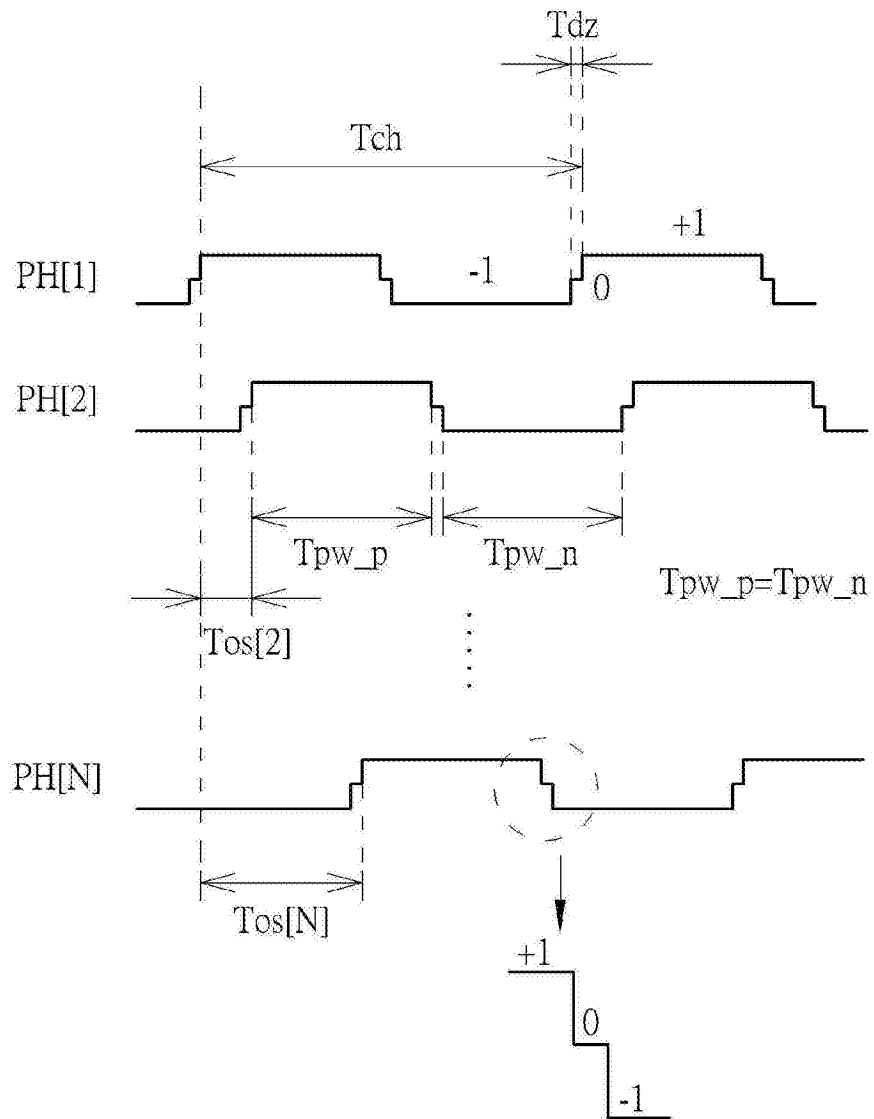 Tdz
Tch
+1
PH[1]
-1
0
PH[2]
Tpw_p
Tpw_n
Tpw_p=Tpw_n
Tos[2]
PH[N]
Tos[N]
+1
0
-1